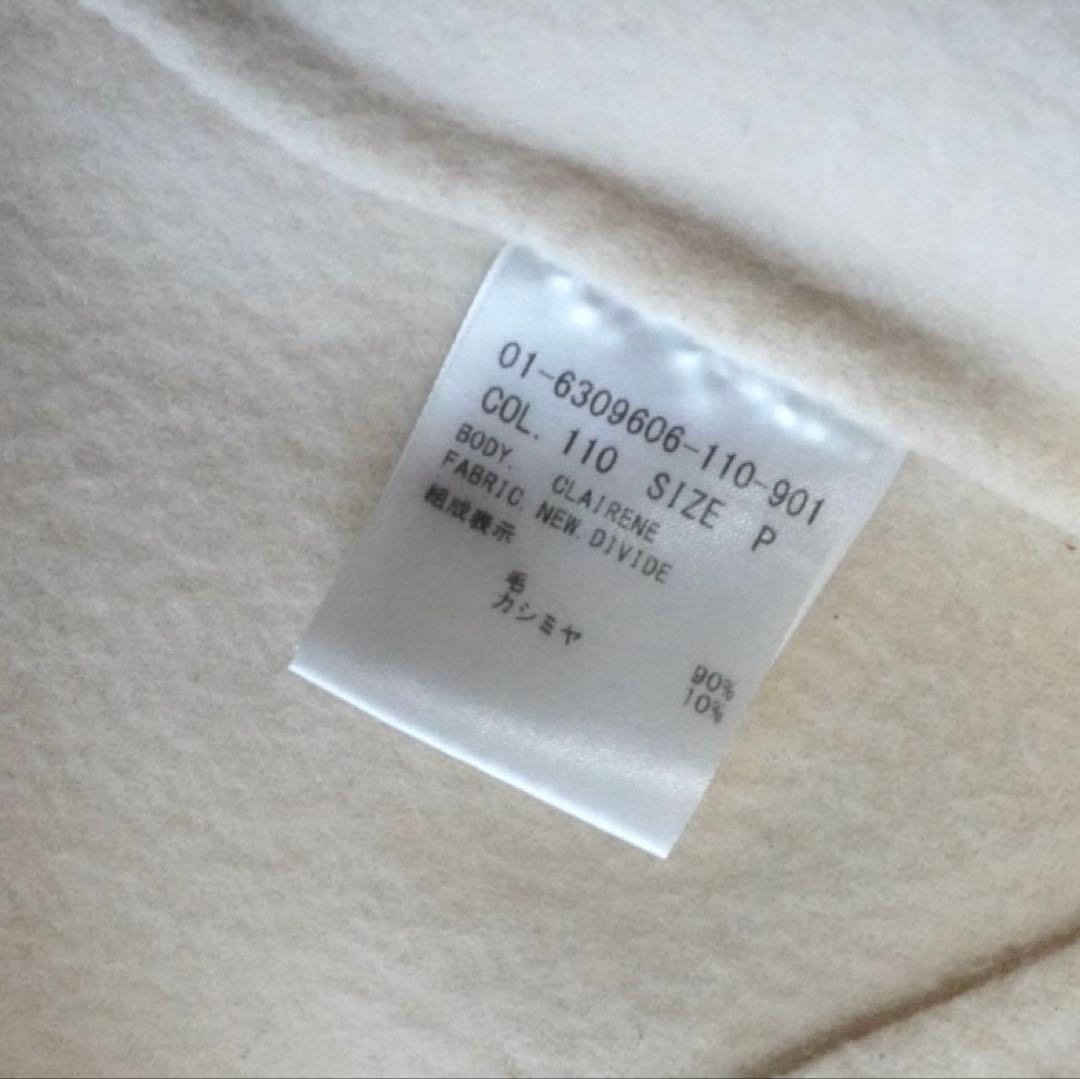 01-6309606-110-901
COL. 110 SIZE P
BODY. CLAIRENE
FABRIC. NEW.DIVIDE
組成表示
毛 90%
カシミヤ 10%